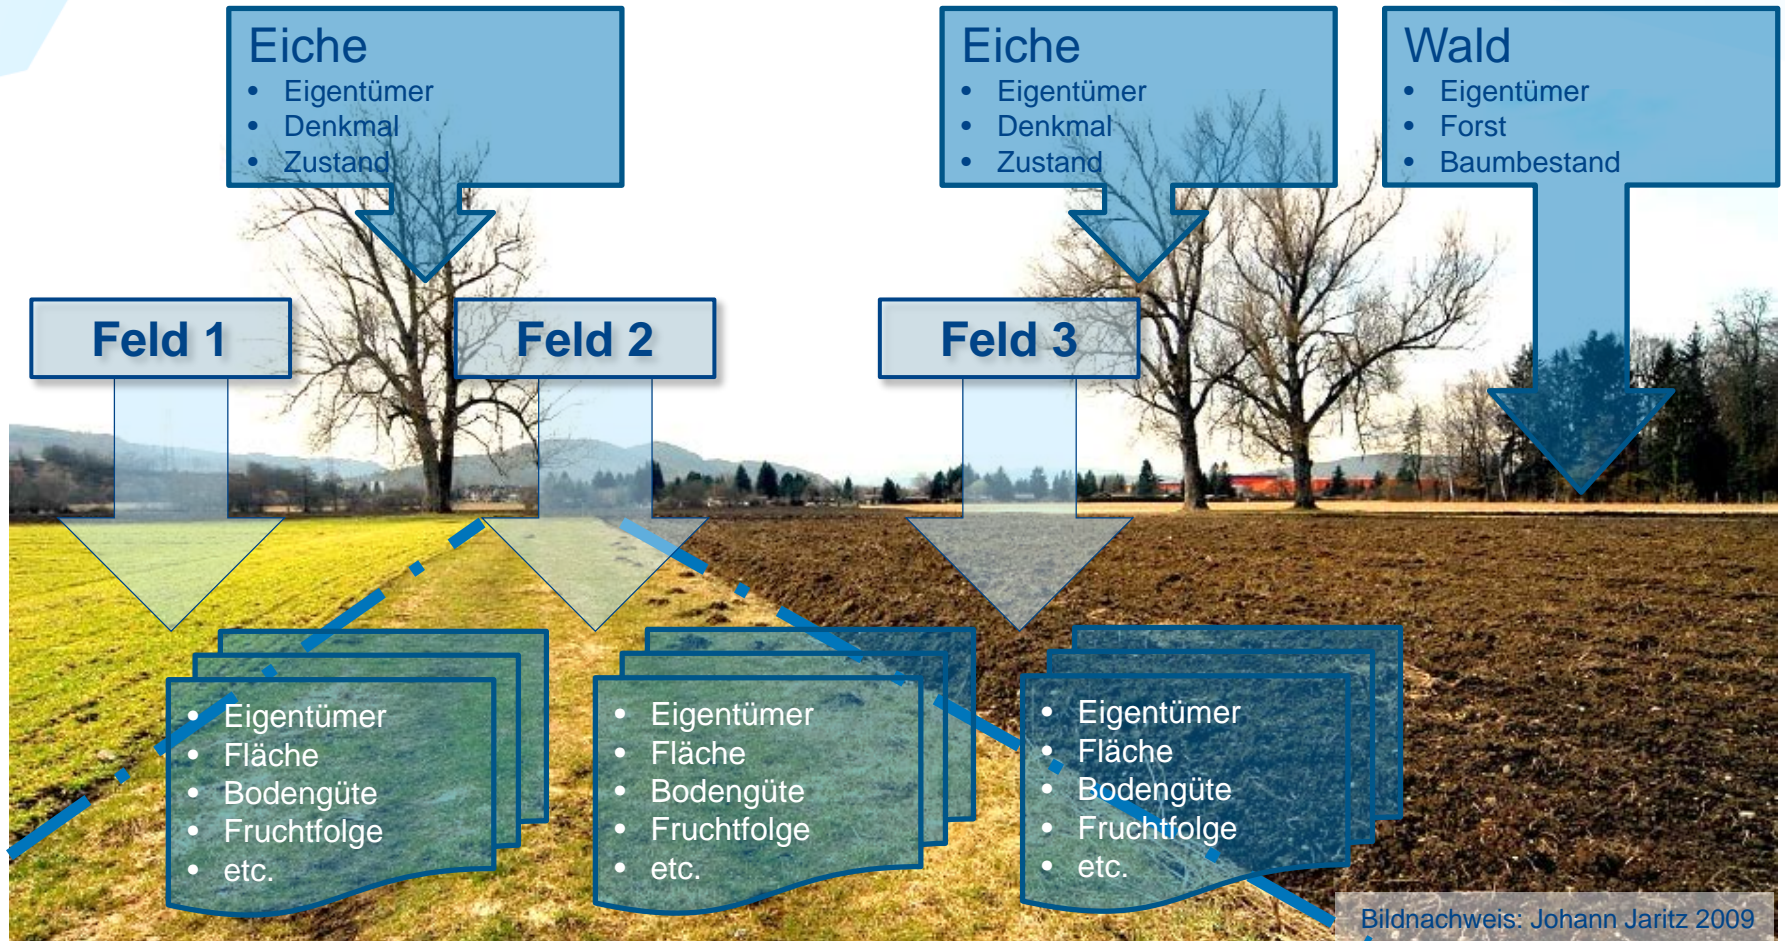 Eiche
• Eigentümer
• Denkmal
• Zustand
Eiche
• Eigentümer
• Denkmal
• Zustand
Wald
• Eigentümer
• Forst
• Baumbestand
Feld 1
Feld 2
Feld 3
• Eigentümer
• Fläche
• Bodengüte
• Fruchtfolge
• etc.
• Eigentümer
• Fläche
• Bodengüte
• Fruchtfolge
• etc.
• Eigentümer
• Fläche
• Bodengüte
• Fruchtfolge
• etc.
Bildnachweis: Johann Jaritz 2009